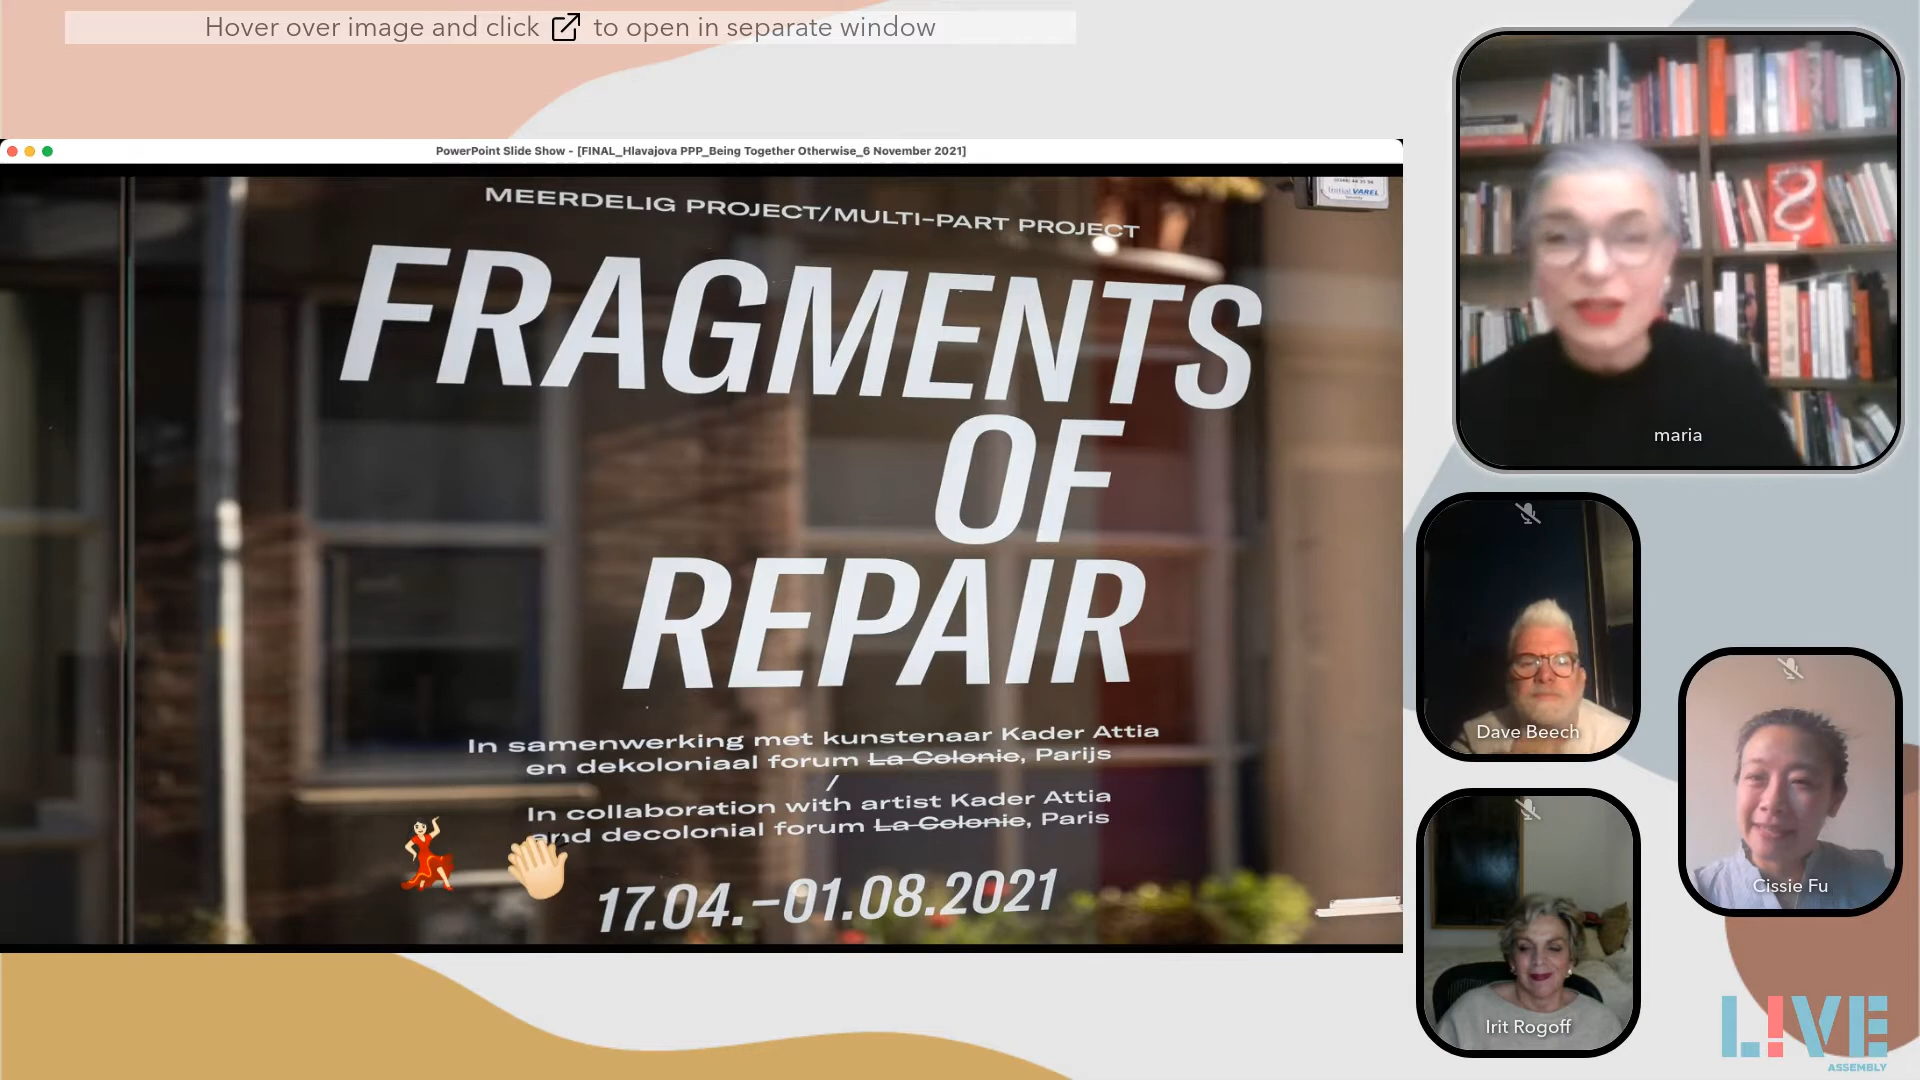 Hover over image and click to open in separate window
PowerPoint Slide Show - [FINAL_Hlavajova PPP_Being Together Otherwise_6 November 2021]
MEERDELIG PROJECT/MULTI-PART PROJECT
FRAGMENTS
OF
REPAIR
In samenwerking met kunstenaar Kader Attia
en dekoloniaal forum La Colonie, Parijs
/
In collaboration with artist Kader Attia
and decolonial forum La Colonie, Paris
17.04.–01.08.2021
Initial VAREL
maria
Dave Beech
Cissie Fu
Irit Rogoff
L!VE
ASSEMBLY